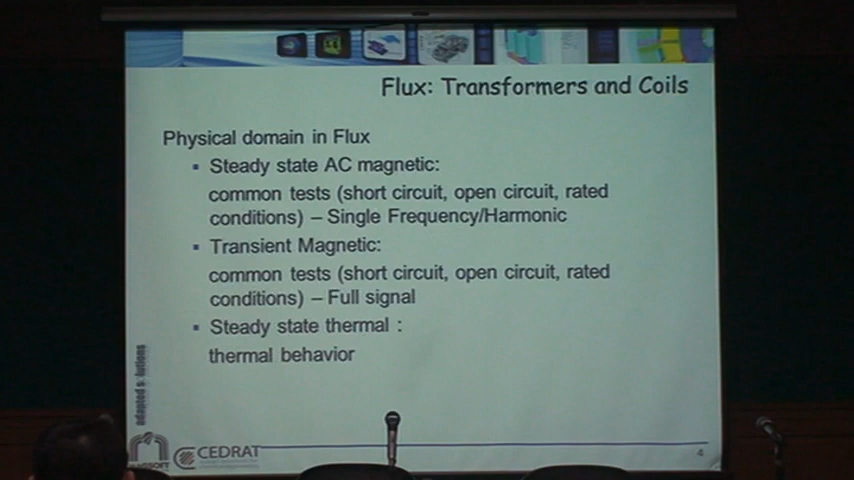 Flux: Transformers and Coils
Physical domain in Flux
▪ Steady state AC magnetic:
common tests (short circuit, open circuit, rated
conditions) – Single Frequency/Harmonic
▪ Transient Magnetic:
common tests (short circuit, open circuit, rated
conditions) – Full signal
▪ Steady state thermal :
thermal behavior
adapted solutions
CEDRAT
4